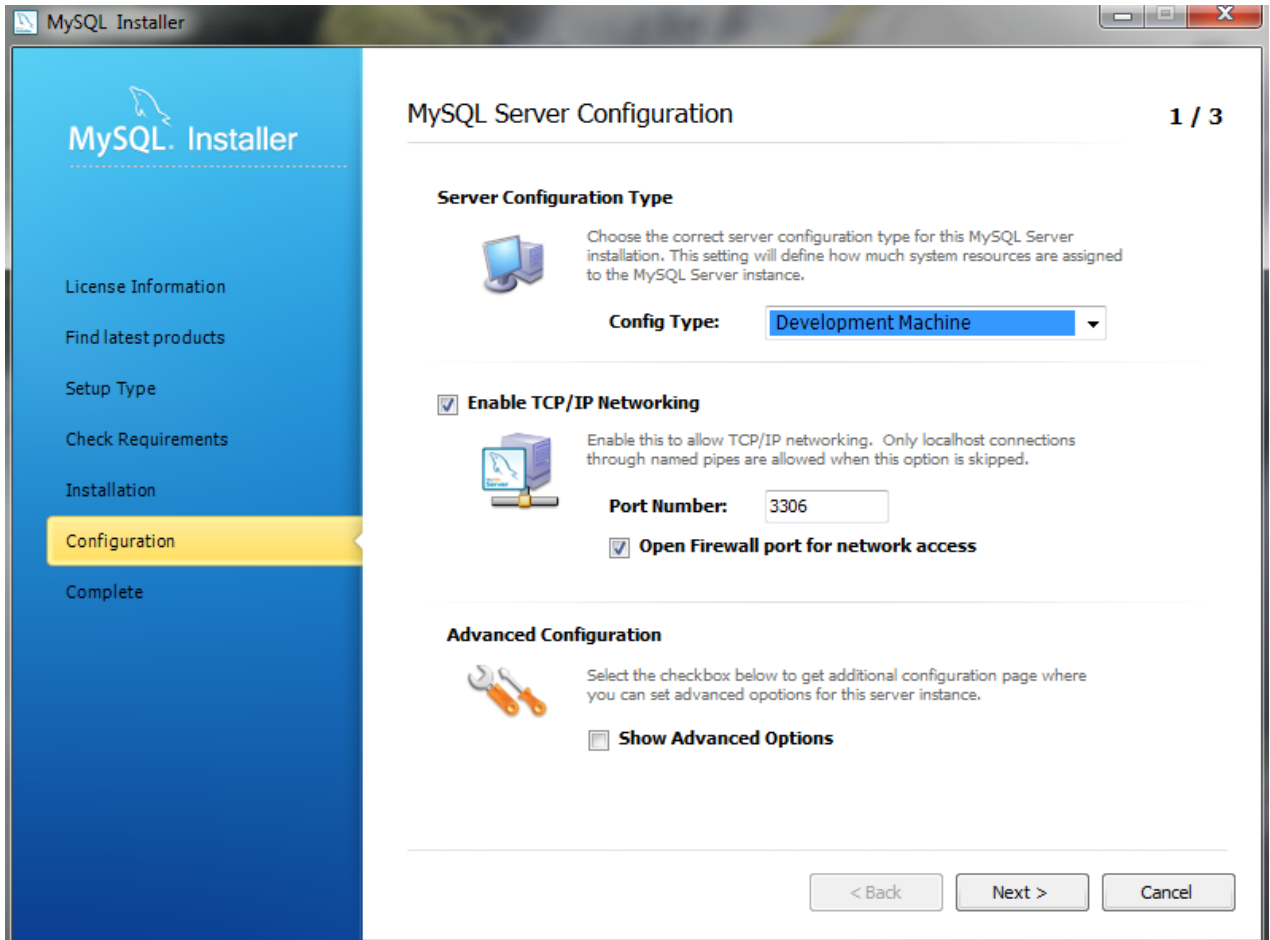 MySQL Installer
MySQL. Installer
License Information
Find latest products
Setup Type
Check Requirements
Installation
Configuration
Complete
MySQL Server Configuration
1 / 3
Server Configuration Type
Choose the correct server configuration type for this MySQL Server
installation. This setting will define how much system resources are assigned
to the MySQL Server instance.
Config Type:
Development Machine
Enable TCP/IP Networking
Enable this to allow TCP/IP networking. Only localhost connections
through named pipes are allowed when this option is skipped.
Port Number:
3306
Open Firewall port for network access
Advanced Configuration
Select the checkbox below to get additional configuration page where
you can set advanced opotions for this server instance.
Show Advanced Options
< Back
Next >
Cancel